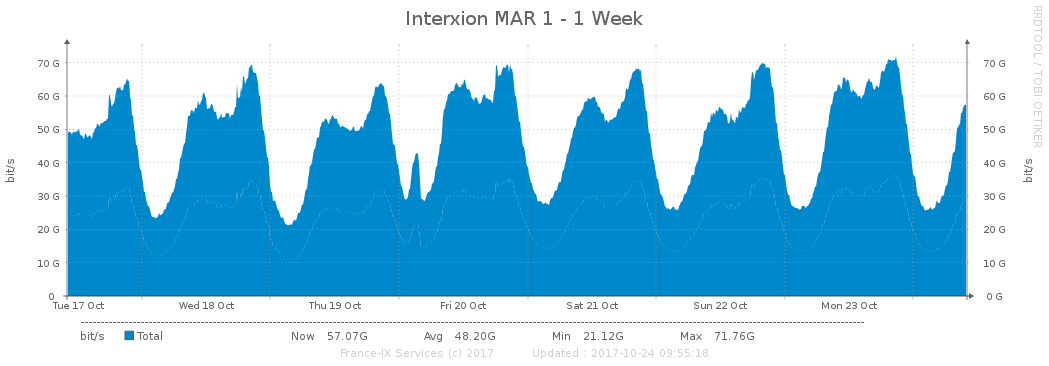 Interxion MAR 1 - 1 Week
RRDTOOL / TOBI OETIKER
70 G 70 G
60 G 60 G
50 G 50 G
40 G 40 G
bit/s bit/s
30 G 30 G
20 G 20 G
10 G 10 G
0 0 G
Tue 17 Oct Wed 18 Oct Thu 19 Oct Fri 20 Oct Sat 21 Oct Sun 22 Oct Mon 23 Oct
bit/s Total Now 57.07G Avg 48.20G Min 21.12G Max 71.76G
France-IX Services (c) 2017 Updated : 2017-10-24 09:55:18